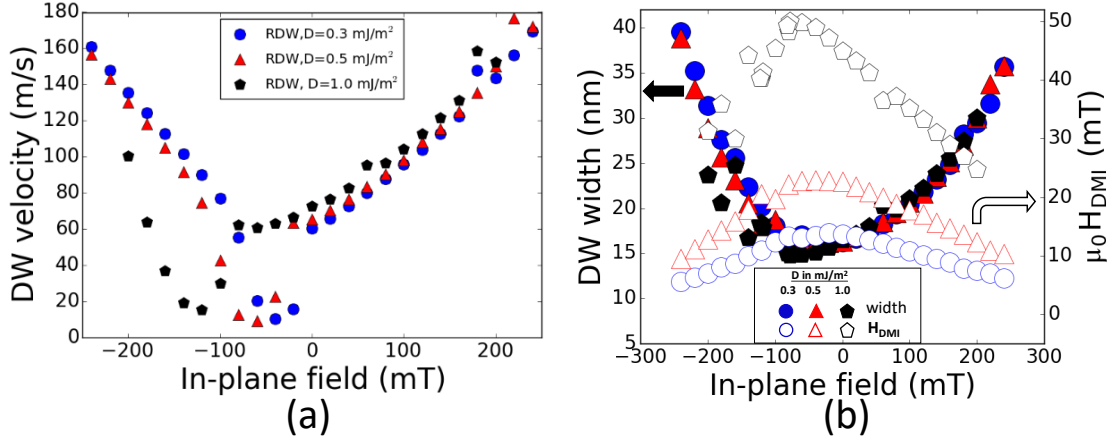 DW velocity (m/s)
180
160
140
120
100
80
60
40
20
0
RDW,D=0.3 mJ/m²
RDW,D=0.5 mJ/m²
RDW, D=1.0 mJ/m²
−200 −100 0 100 200
In-plane field (mT)
(a)
DW width (nm)
40
35
30
25
20
15
10
5
D in mJ/m²
0.3 0.5 1.0
width
H_DMI
50
40
30
20
10
0
μ₀H_DMI (mT)
−300 −200 −100 0 100 200 300
In-plane field (mT)
(b)